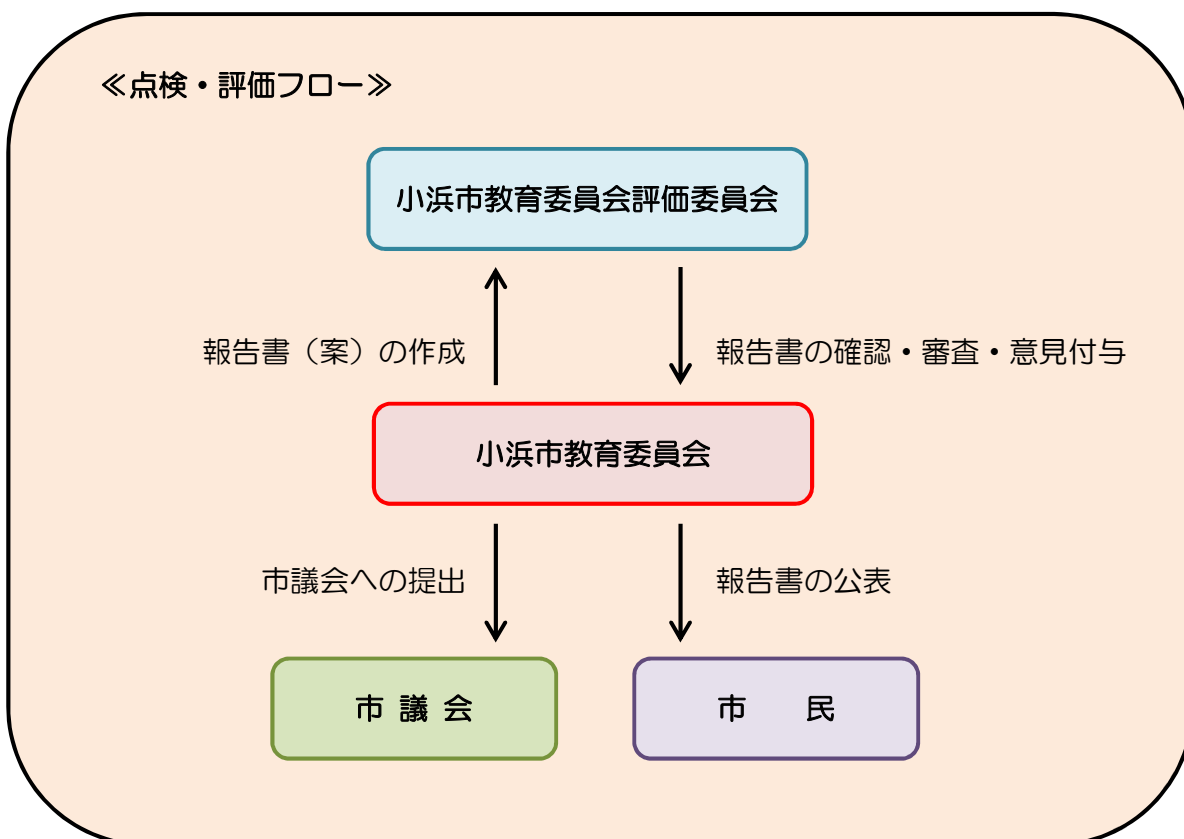 ≪点検・評価フロー≫
小浜市教育委員会評価委員会
報告書（案）の作成
報告書の確認・審査・意見付与
小浜市教育委員会
市議会への提出
報告書の公表
市 議 会
市　　民